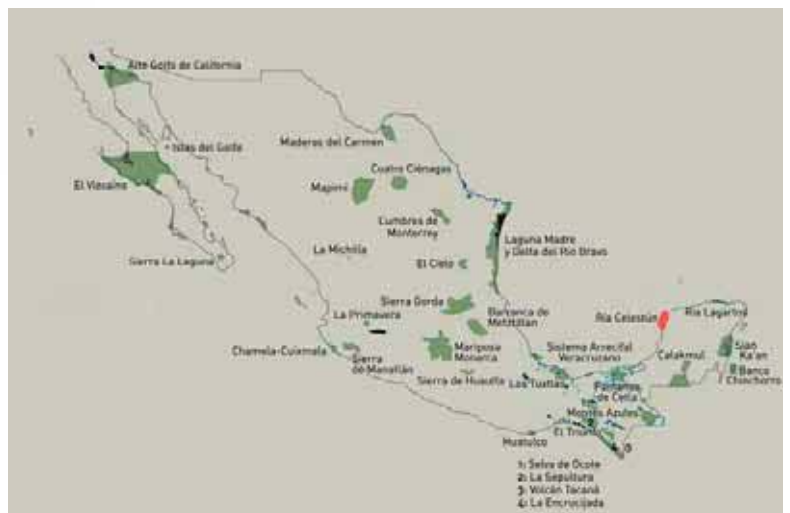 Alto Golfo de California
Islas del Golfo
Maderas del Carmen
Cuatro Ciénagas
El Vizcaíno
Mapimí
Cumbres de
Monterrey
Laguna Madre
y Delta del Río Bravo
La Michilla
El Cielo
Sierra La Laguna
Sierra Gorda
Barranca de
Metztitlán
La Primavera
Ría Celestún
Ría Lagartos
Chamela-Cuixmala
Sierra
de Manatlán
Mariposa
Monarca
Sistema Arrecifal
Veracruzano
Calakmul
Sian
Ka'an
Banco
Chinchorro
Sierra de Huautla
Los Tuxtlas
Pantanos
de Centla
Montes Azules
El Triunfo
Huatulco
1: Selva de Ocote
2: La Sepultura
3: Volcán Tacaná
4: La Encrucijada